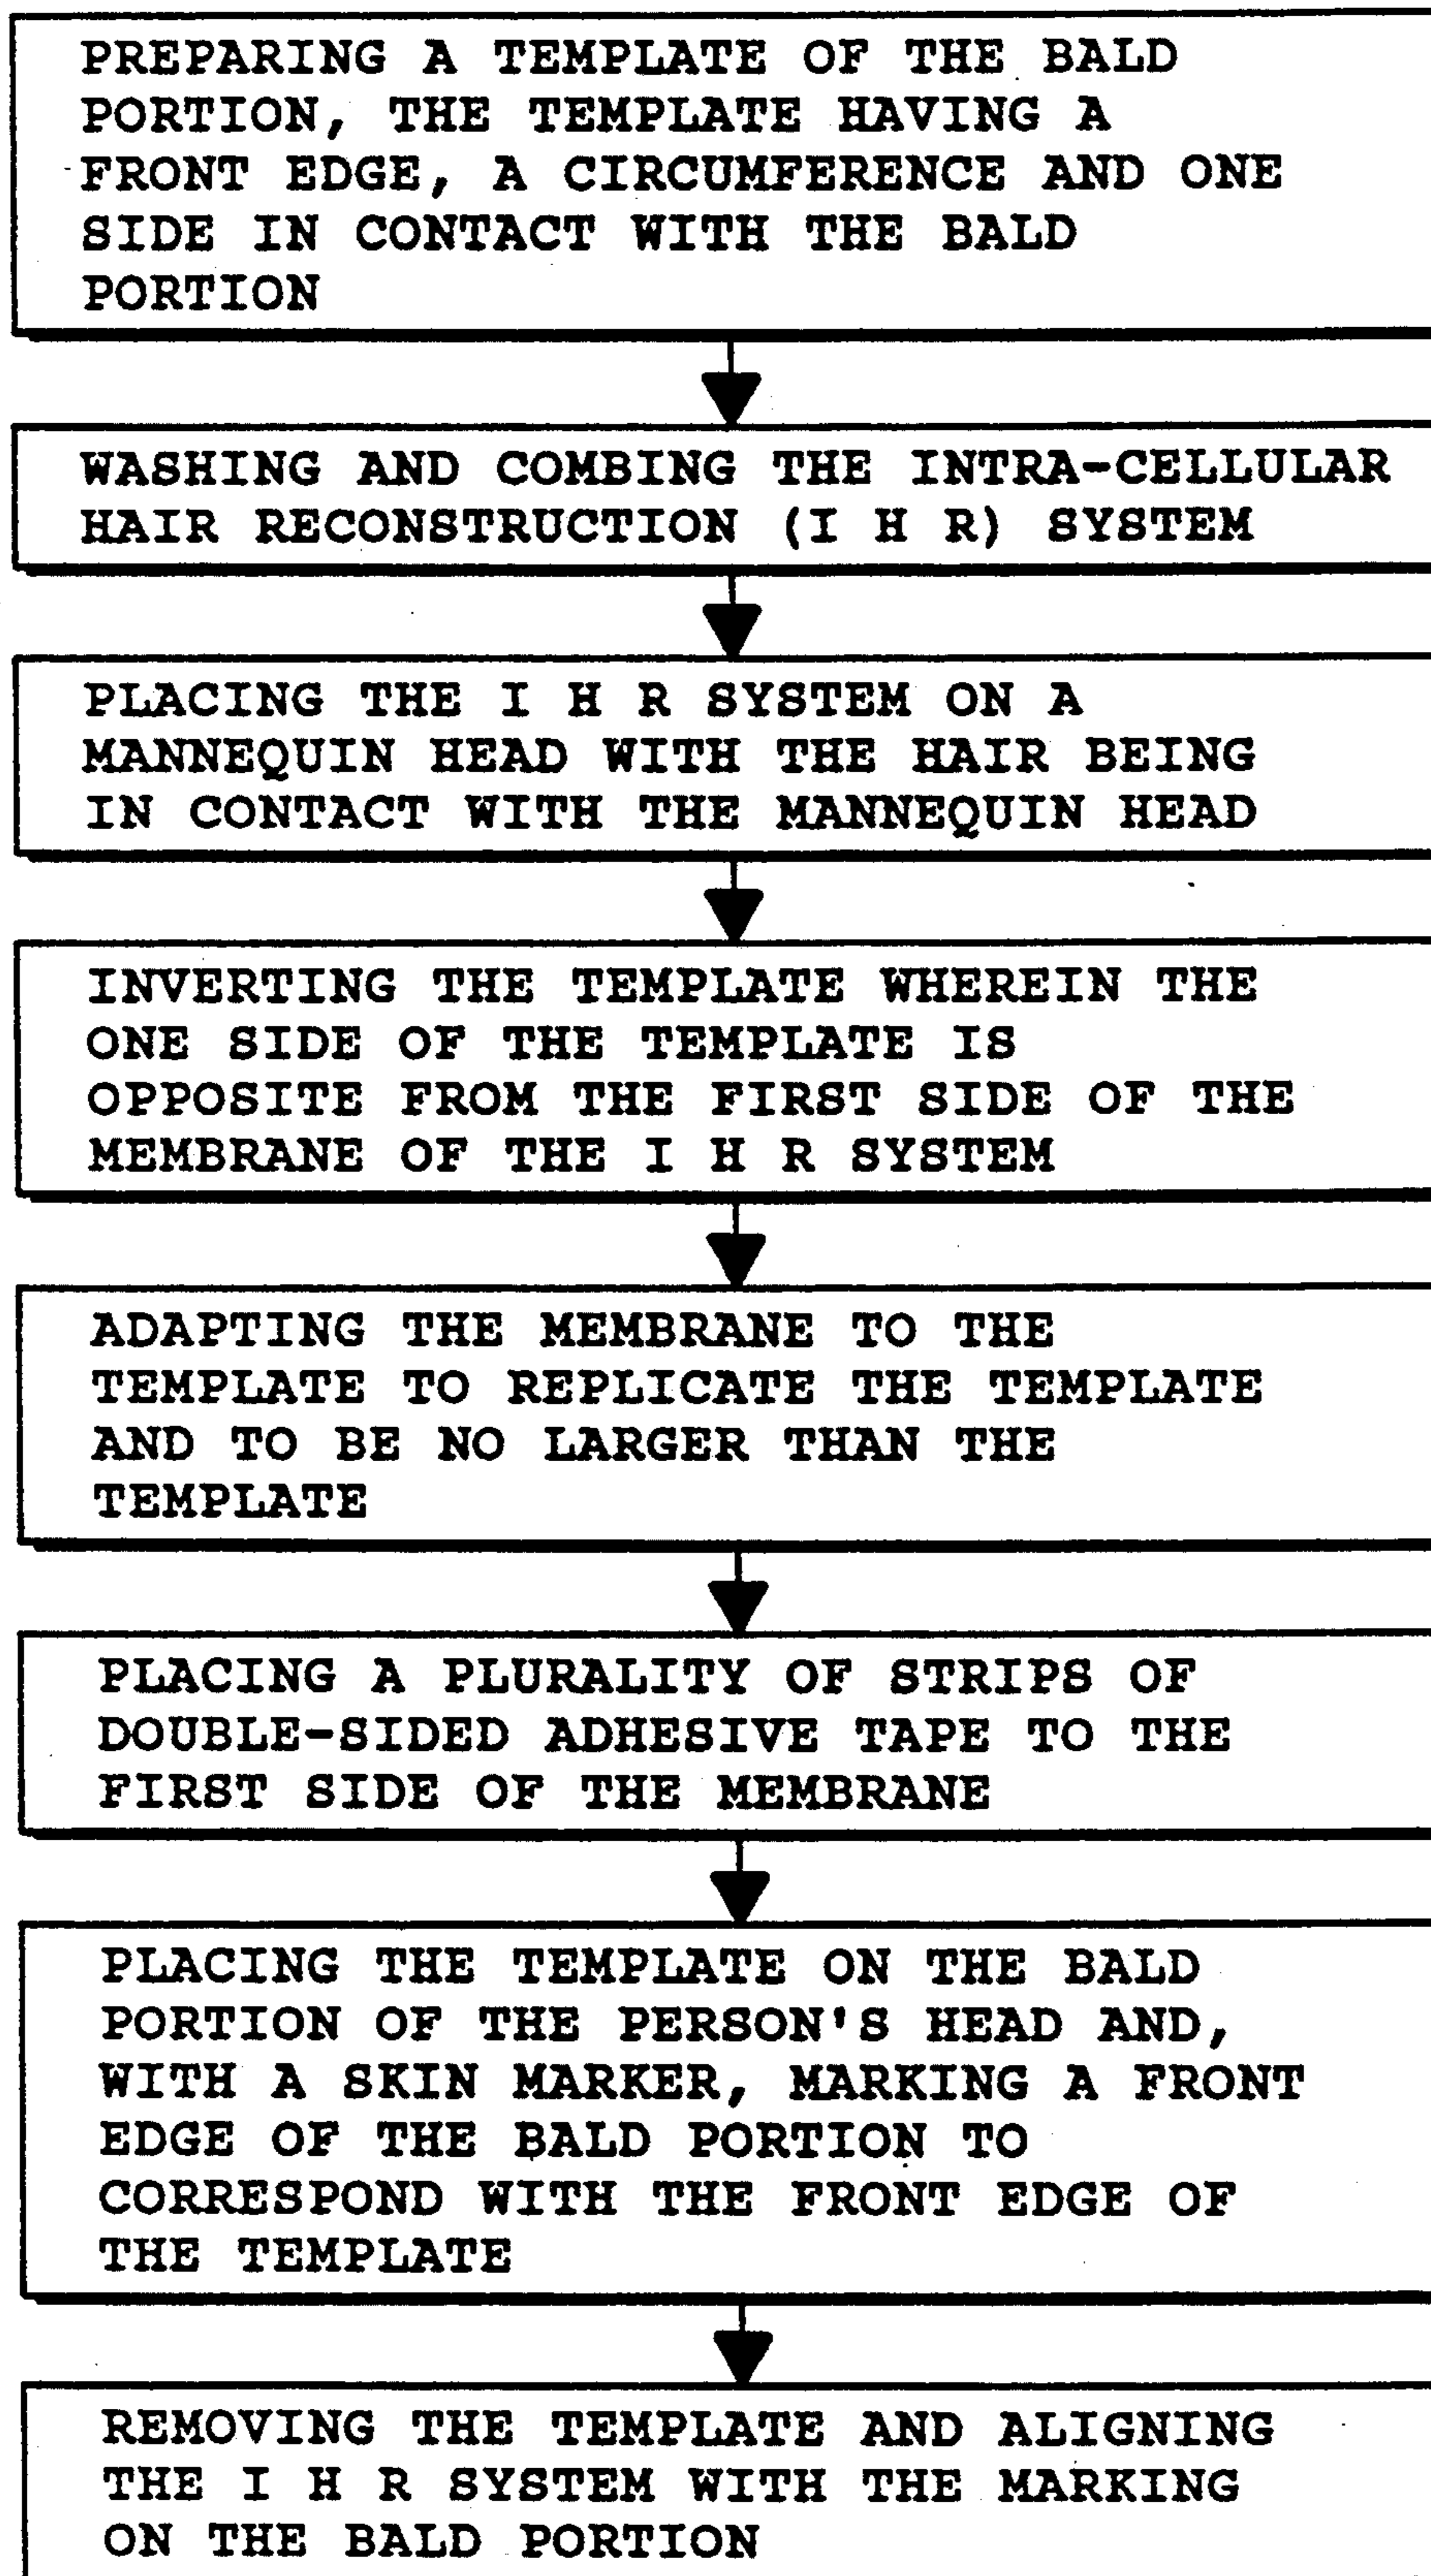 PREPARING A TEMPLATE OF THE BALD
PORTION, THE TEMPLATE HAVING A
FRONT EDGE, A CIRCUMFERENCE AND ONE
SIDE IN CONTACT WITH THE BALD
PORTION
WASHING AND COMBING THE INTRA-CELLULAR
HAIR RECONSTRUCTION (I H R) SYSTEM
PLACING THE I H R SYSTEM ON A
MANNEQUIN HEAD WITH THE HAIR BEING
IN CONTACT WITH THE MANNEQUIN HEAD
INVERTING THE TEMPLATE WHEREIN THE
ONE SIDE OF THE TEMPLATE IS
OPPOSITE FROM THE FIRST SIDE OF THE
MEMBRANE OF THE I H R SYSTEM
ADAPTING THE MEMBRANE TO THE
TEMPLATE TO REPLICATE THE TEMPLATE
AND TO BE NO LARGER THAN THE
TEMPLATE
PLACING A PLURALITY OF STRIPS OF
DOUBLE-SIDED ADHESIVE TAPE TO THE
FIRST SIDE OF THE MEMBRANE
PLACING THE TEMPLATE ON THE BALD
PORTION OF THE PERSON'S HEAD AND,
WITH A SKIN MARKER, MARKING A FRONT
EDGE OF THE BALD PORTION TO
CORRESPOND WITH THE FRONT EDGE OF
THE TEMPLATE
REMOVING THE TEMPLATE AND ALIGNING
THE I H R SYSTEM WITH THE MARKING
ON THE BALD PORTION